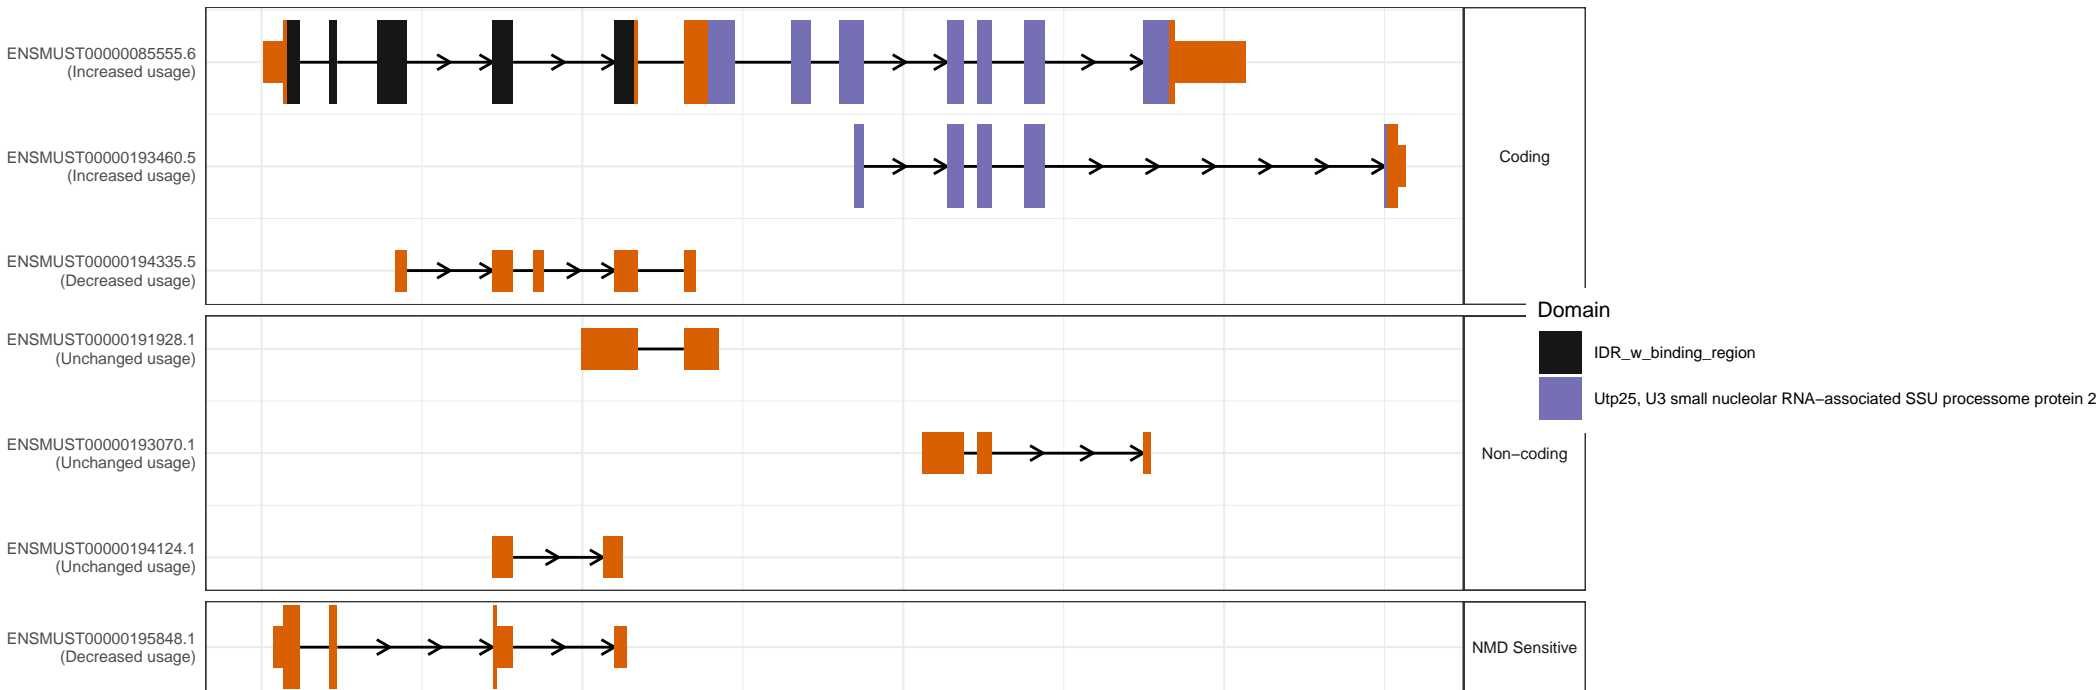 ENSMUST00000085555.6
(Increased usage)
ENSMUST00000193460.5
(Increased usage)
ENSMUST00000194335.5
(Decreased usage)
Coding
ENSMUST00000191928.1
(Unchanged usage)
ENSMUST00000193070.1
(Unchanged usage)
ENSMUST00000194124.1
(Unchanged usage)
Non−coding
ENSMUST00000195848.1
(Decreased usage)
NMD Sensitive
Domain
IDR_w_binding_region
Utp25, U3 small nucleolar RNA−associated SSU processome protein 2